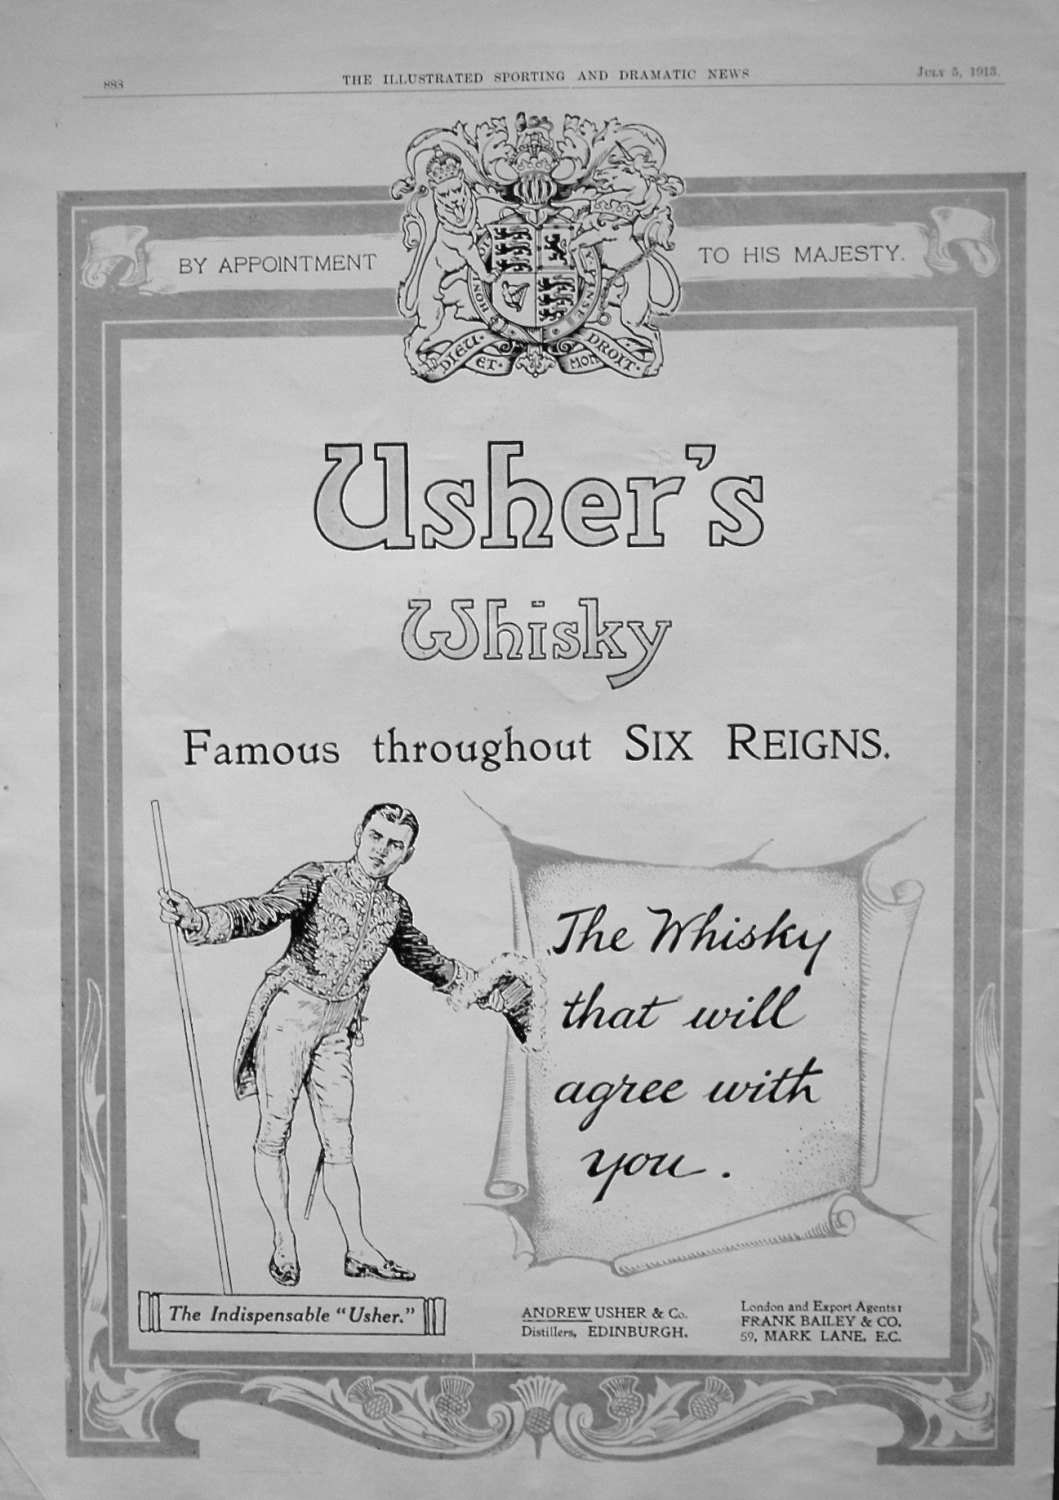 888
THE ILLUSTRATED SPORTING AND DRAMATIC NEWS
JULY 5, 1913.
BY APPOINTMENT
TO HIS MAJESTY.
HONI
Y PENSE
DIEU · ET · MON DROIT ·
Usher's
Whisky
Famous throughout SIX REIGNS.
The Whisky
that will
agree with
you.
The Indispensable "Usher."
ANDREW USHER & Co.
Distillers, EDINBURGH.
London and Export Agents:
FRANK BAILEY & CO.
59, MARK LANE, E.C.